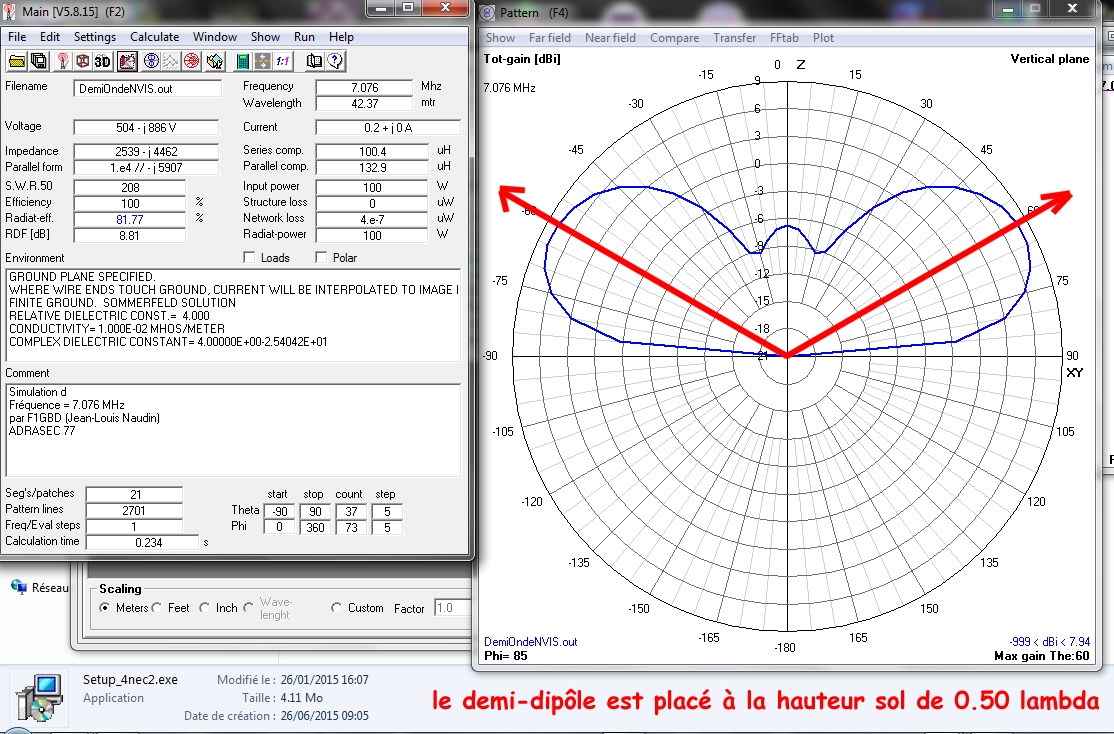 Main [V5.8.15] (F2)
File Edit Settings Calculate Window Show Run Help
3D 1:1 ?
Filename DemiOndeNVIS.out
Frequency 7.076 Mhz
Wavelength 42.37 mtr
Voltage 504 - j 886 V
Current 0.2 + j 0 A
Impedance 2539 - j 4462
Series comp. 100.4 uH
Parallel form 1.e4 // - j 5907
Parallel comp. 132.9 uH
S.W.R.50 208
Input power 100 W
Efficiency 100 %
Structure loss 0 uW
Radiat-eff. 81.77 %
Network loss 4.e-7 uW
RDF [dB] 8.81
Radiat-power 100 W
Environment
Loads Polar
GROUND PLANE SPECIFIED.
WHERE WIRE ENDS TOUCH GROUND, CURRENT WILL BE INTERPOLATED TO IMAGE I
FINITE GROUND. SOMMERFELD SOLUTION
RELATIVE DIELECTRIC CONST.= 4.000
CONDUCTIVITY= 1.000E-02 MHOS/METER
COMPLEX DIELECTRIC CONSTANT= 4.00000E+00-2.54042E+01
Comment
Simulation d
Fréquence = 7.076 MHz
par F1GBD (Jean-Louis Naudin)
ADRASEC 77
Seg's/patches 21
Pattern lines 2701
Freq/Eval steps 1
Calculation time 0.234 s
start stop count step
Theta -90 90 37 5
Phi 0 360 73 5
Pattern (F4)
Show Far field Near field Compare Transfer FFtab Plot
Tot-gain [dBi]
Vertical plane
7.076 MHz
0 Z
-15 15
-30 30
-45 45
-60 60
-75 75
-90 90
XY
-105 105
-120 120
-135 135
-150 150
-165 165
-180
9
6
3
0
-3
-6
-9
-12
-15
-18
-21
DemiOndeNVIS.out
-999 < dBi < 7.94
Phi= 85
Max gain The:60
Réseau
Scaling
Meters Feet Inch Wave-
lenght
Custom Factor 1.0
Setup_4nec2.exe
Application
Modifié le : 26/01/2015 16:07
Taille : 4.11 Mo
Date de création : 26/06/2015 09:05
le demi-dipôle est placé à la hauteur sol de 0.50 lambda